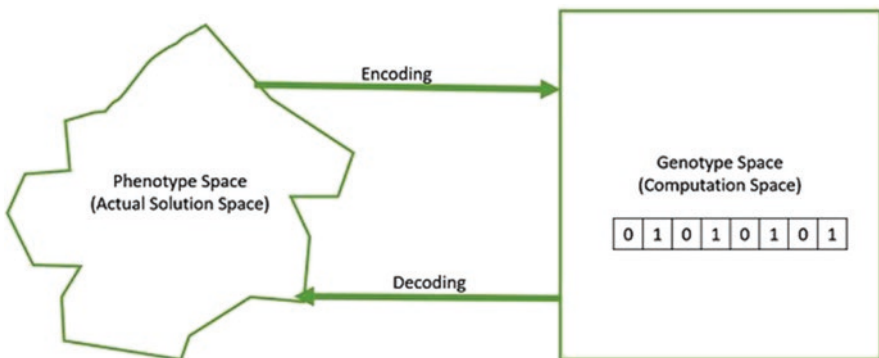 Encoding
Phenotype Space
(Actual Solution Space)
Genotype Space
(Computation Space)
0 1 0 1 0 1 0 1
Decoding